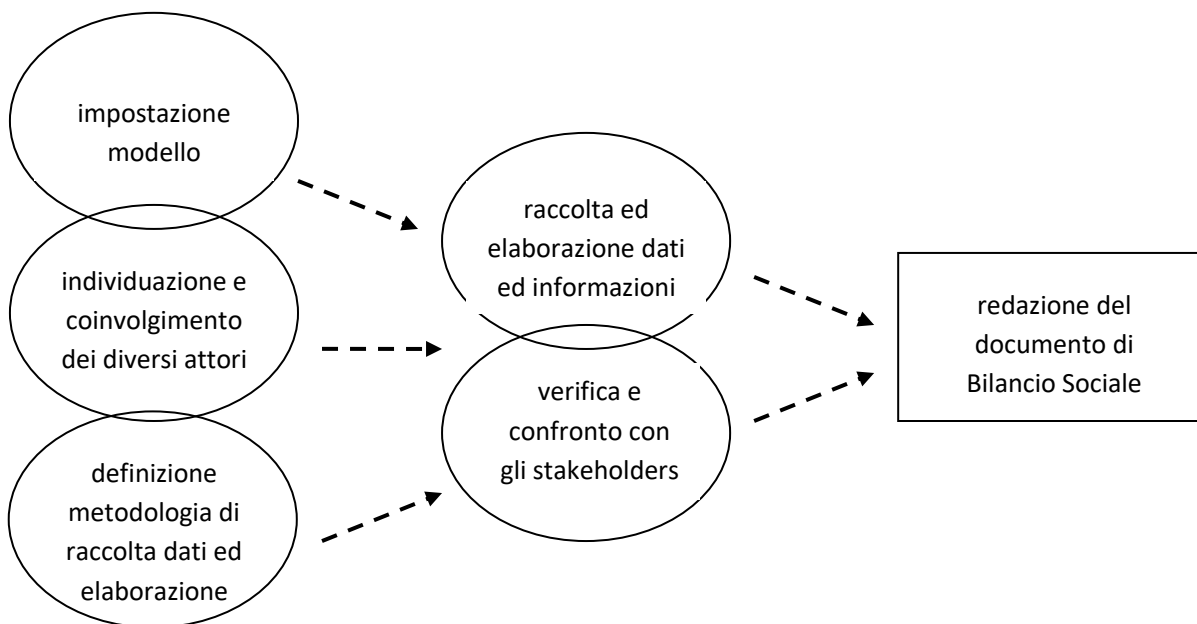 impostazione
modello
individuazione e
coinvolgimento
dei diversi attori
definizione
metodologia di
raccolta dati ed
elaborazione
raccolta ed
elaborazione dati
ed informazioni
verifica e
confronto con
gli stakeholders
redazione del
documento di
Bilancio Sociale